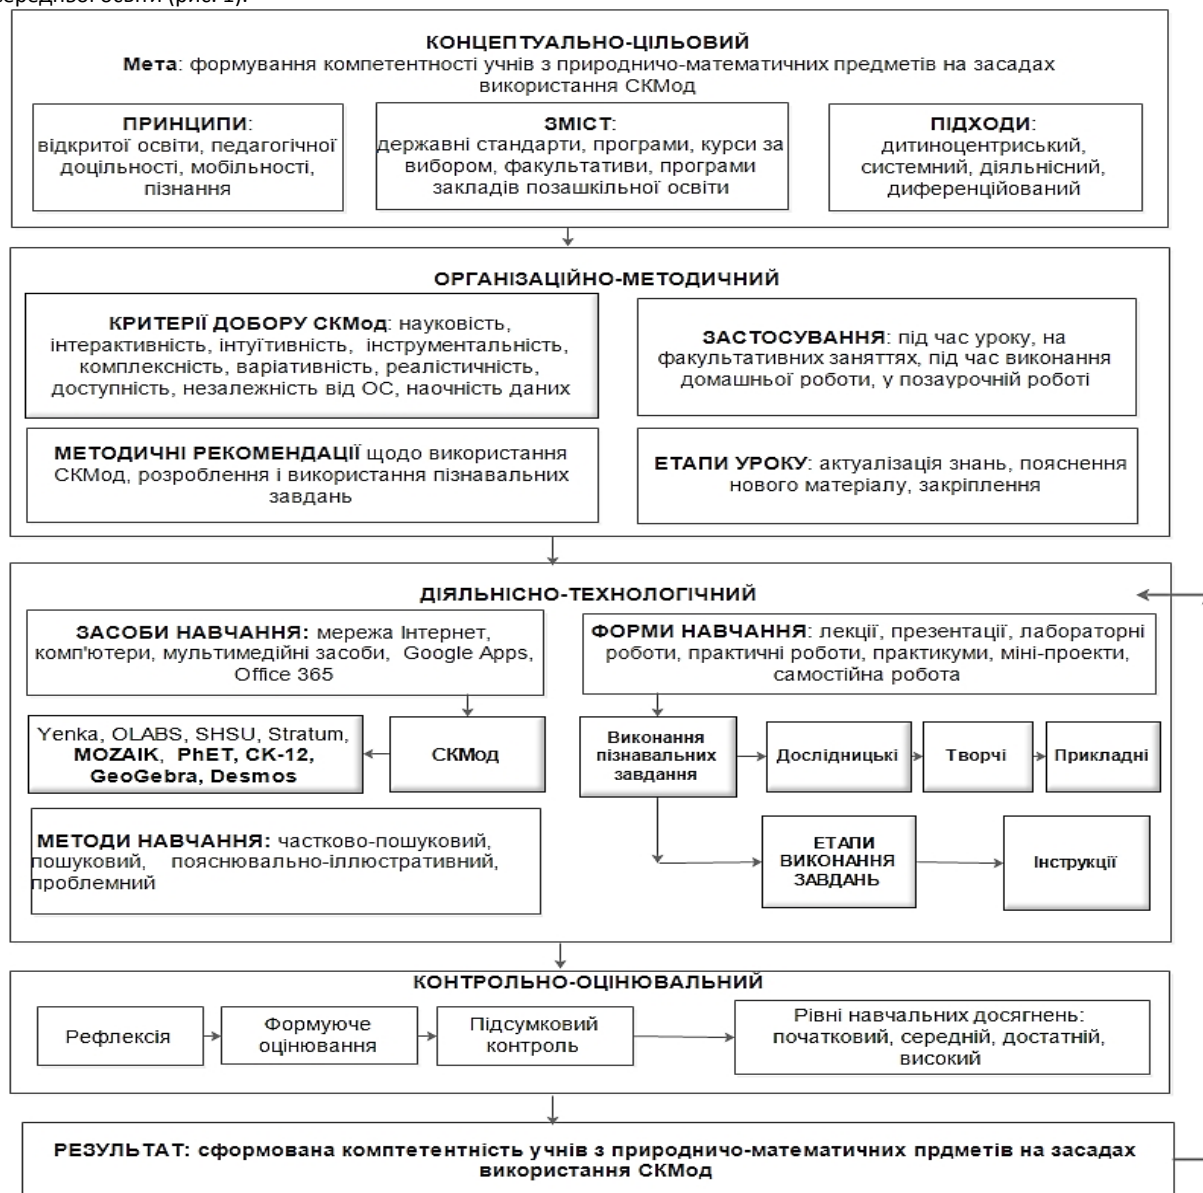 середньої освіти (рис. 1).
КОНЦЕПТУАЛЬНО-ЦІЛЬОВИЙ
Мета: формування компетентності учнів з природничо-математичних предметів на засадах
використання СКМод
ПРИНЦИПИ:
відкритої освіти, педагогічної
доцільності, мобільності,
пізнання
ЗМІСТ:
державні стандарти, програми, курси за
вибором, факультативи, програми
закладів позашкільної освіти
ПІДХОДИ:
дитиноцентриський,
системний, діяльнісний,
диференційований
ОРГАНІЗАЦІЙНО-МЕТОДИЧНИЙ
КРИТЕРІЇ ДОБОРУ СКМод: науковість,
інтерактивність, інтуїтивність, інструментальність,
комплексність, варіативність, реалістичність,
доступність, незалежність від ОС, наочність даних
ЗАСТОСУВАННЯ: під час уроку, на
факультативних заняттях, під час виконання
домашньої роботи, у позаурочній роботі
МЕТОДИЧНІ РЕКОМЕНДАЦІЇ щодо використання
СКМод, розроблення і використання пізнавальних
завдань
ЕТАПИ УРОКУ: актуалізація знань, пояснення
нового матеріалу, закріплення
ДІЯЛЬНІСНО-ТЕХНОЛОГІЧНИЙ
ЗАСОБИ НАВЧАННЯ: мережа Інтернет,
комп'ютери, мультимедійні засоби, Google Apps,
Office 365
ФОРМИ НАВЧАННЯ: лекції, презентації, лабораторні
роботи, практичні роботи, практикуми, міні-проекти,
самостійна робота
Yenka, OLABS, SHSU, Stratum,
MOZAIK, PhET, CK-12,
GeoGebra, Desmos
СКМод
Виконання
пізнавальних
завдання
Дослідницькі
Творчі
Прикладні
МЕТОДИ НАВЧАННЯ: частково-пошуковий,
пошуковий, пояснювально-іллюстративний,
проблемний
ЕТАПИ
ВИКОНАННЯ
ЗАВДАНЬ
Інструкції
КОНТРОЛЬНО-ОЦІНЮВАЛЬНИЙ
Рефлексія
Формуюче
оцінювання
Підсумковий
контроль
Рівні навчальних досягнень:
початковий, середній, достатній,
високий
РЕЗУЛЬТАТ: сформована комптетентність учнів з природничо-математичних прдметів на засадах
використання СКМод